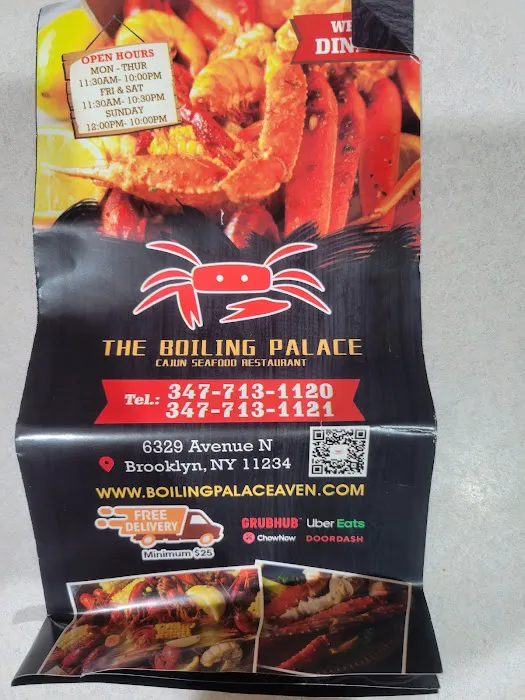 OPEN HOURS
MON - THUR
11:30AM- 10:00PM
FRI & SAT
11:30AM- 10:30PM
SUNDAY
12:00PM- 10:00PM
THE BOILING PALACE
CAJUN SEAFOOD RESTAURANT
Tel.: 347-713-1120
347-713-1121
6329 Avenue N
Brooklyn, NY 11234
WWW.BOILINGPALACEAVEN.COM
FREE
DELIVERY
Minimum $25
GRUBHUB Uber Eats
ChowNow DOORDASH